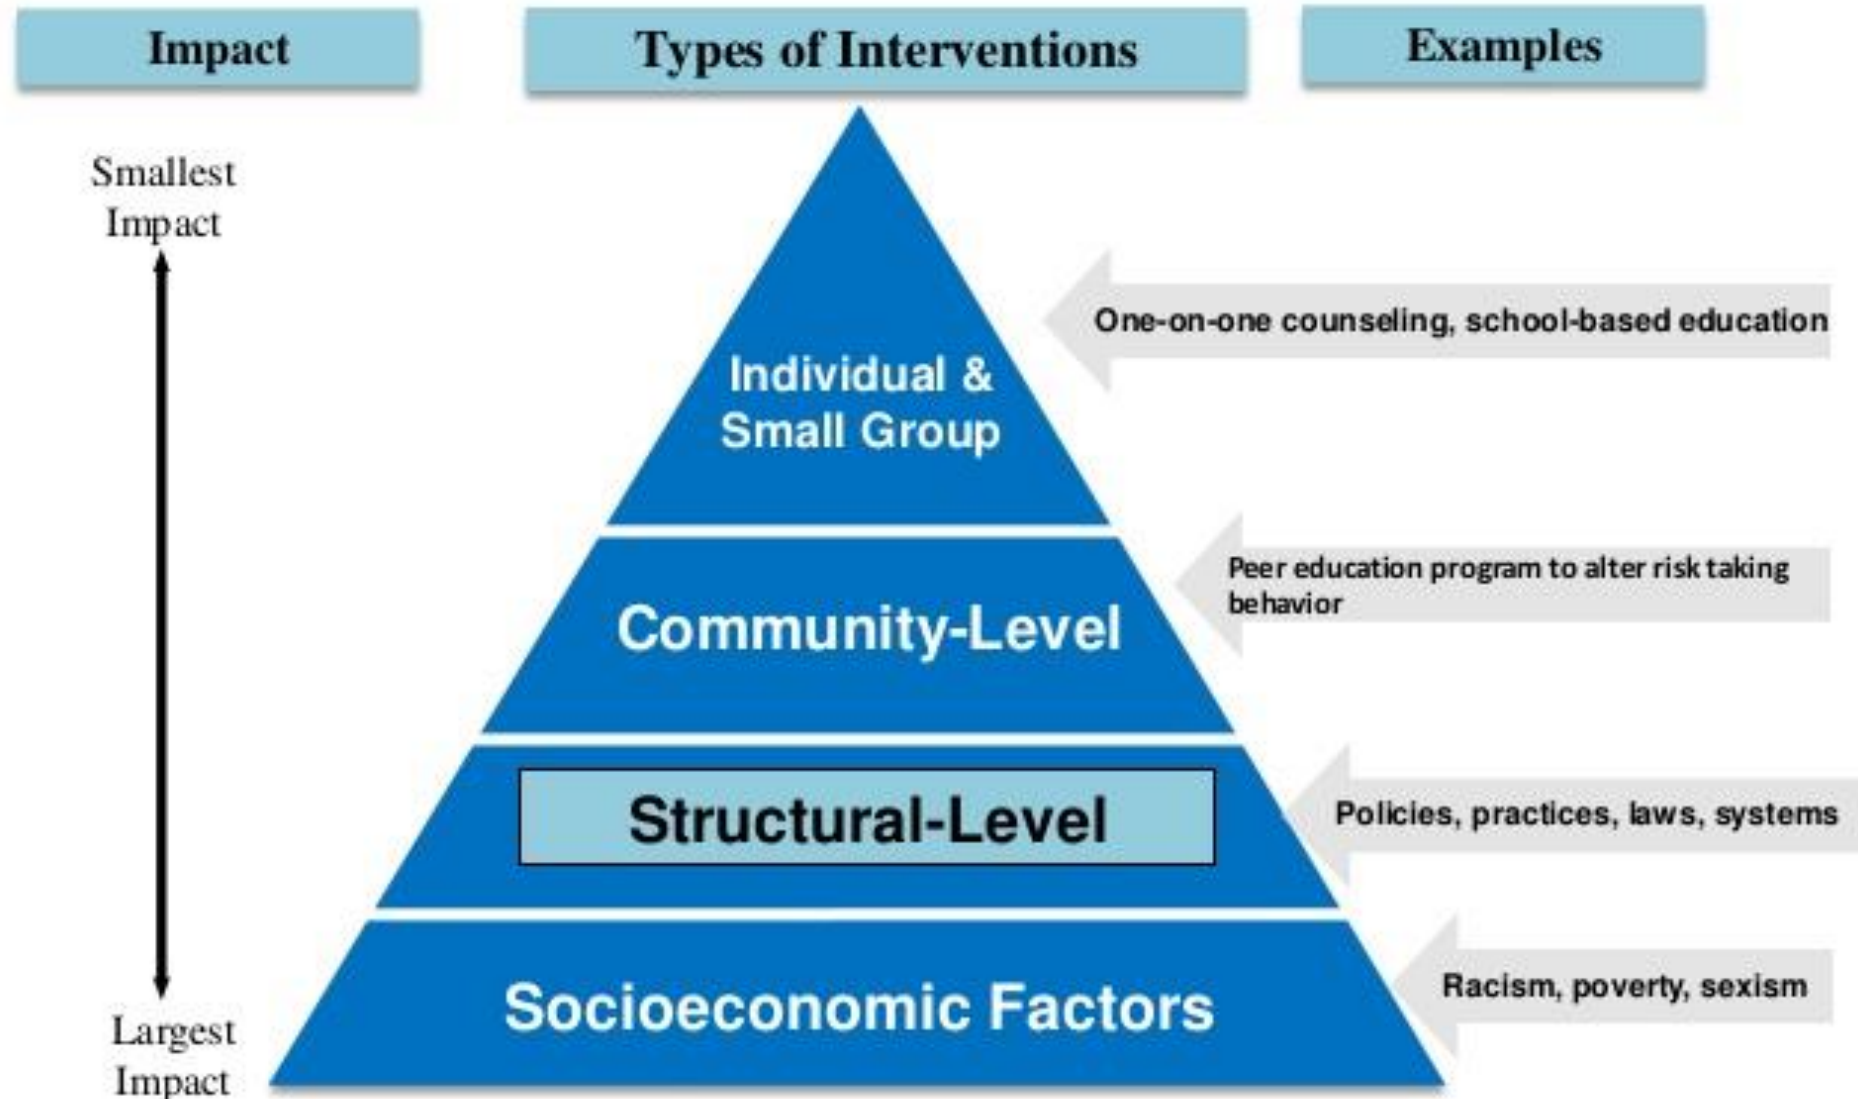 Impact
Types of Interventions
Examples
Smallest
Impact
One-on-one counseling, school-based education
Individual &
Small Group
Peer education program to alter risk taking
behavior
Community-Level
Structural-Level
Policies, practices, laws, systems
Socioeconomic Factors
Racism, poverty, sexism
Largest
Impact